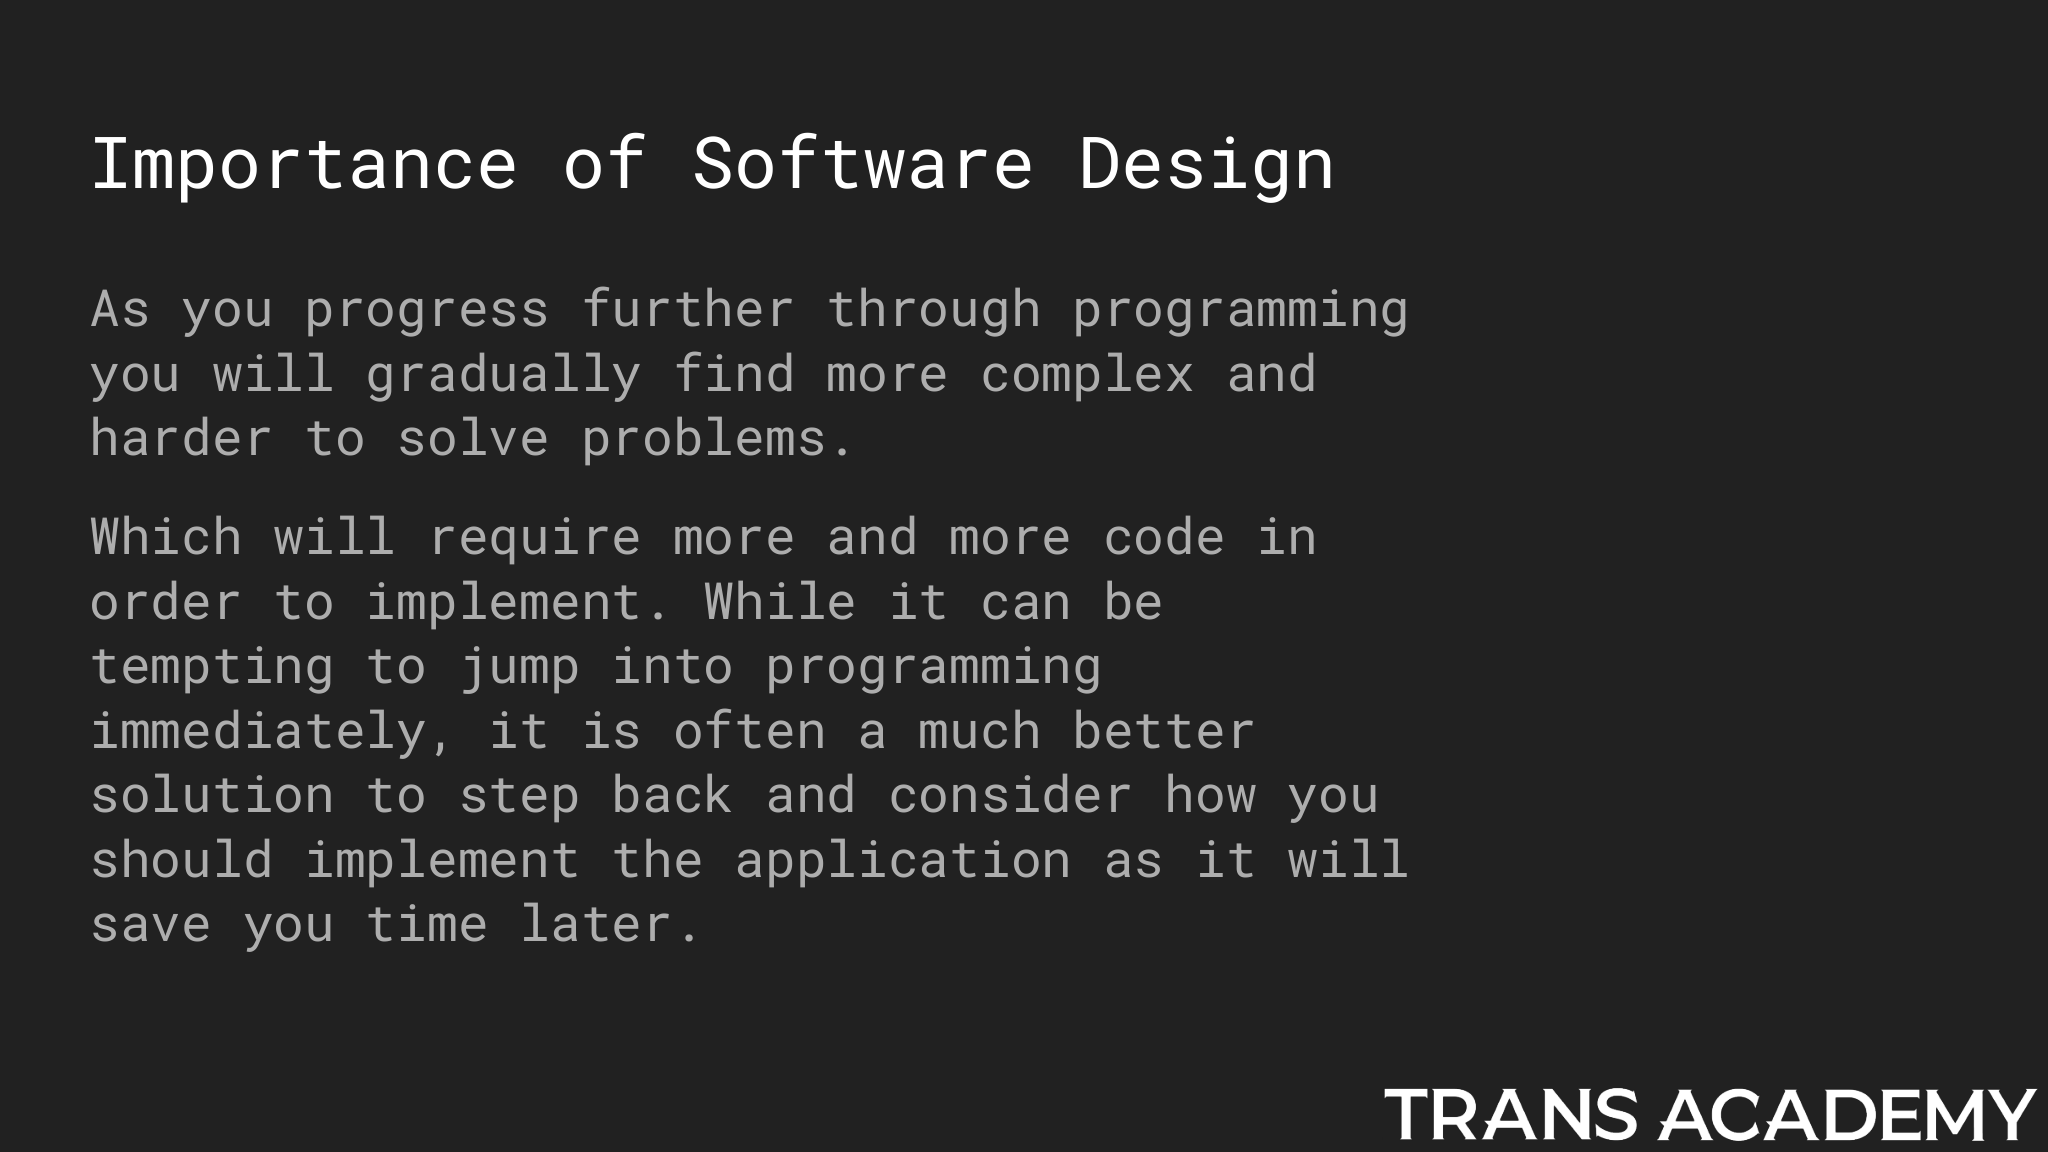 Importance of Software Design
As you progress further through programming
you will gradually find more complex and
harder to solve problems.
Which will require more and more code in
order to implement. While it can be
tempting to jump into programming
immediately, it is often a much better
solution to step back and consider how you
should implement the application as it will
save you time later.
TRANS ACADEMY